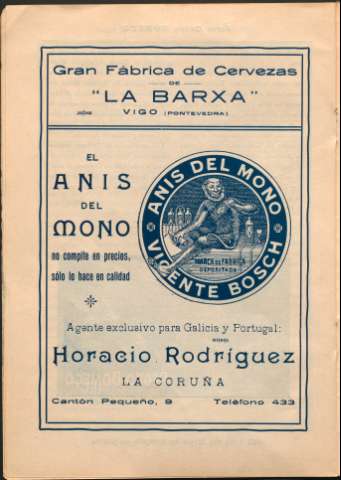 Gran Fábrica de Cervezas
DE
"LA BARXA"
VIGO (PONTEVEDRA)
EL
ANIS
DEL
MONO
no compite en precios,
sólo lo hace en calidad
ANIS DEL MONO
MARCA DE FÁBRICA
DEPOSITADA
VICENTE BOSCH
Agente exclusivo para Galicia y Portugal:
Horacio Rodríguez
LA CORUÑA
Cantón Pequeño, 9 Teléfono 433